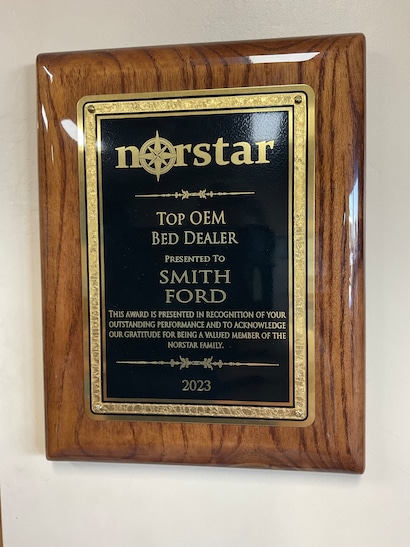 norstar
Top OEM
Bed Dealer
Presented To
Smith
Ford
This award is presented in recognition of your
outstanding performance and to acknowledge
our gratitude for being a valued member of the
Norstar family.
2023